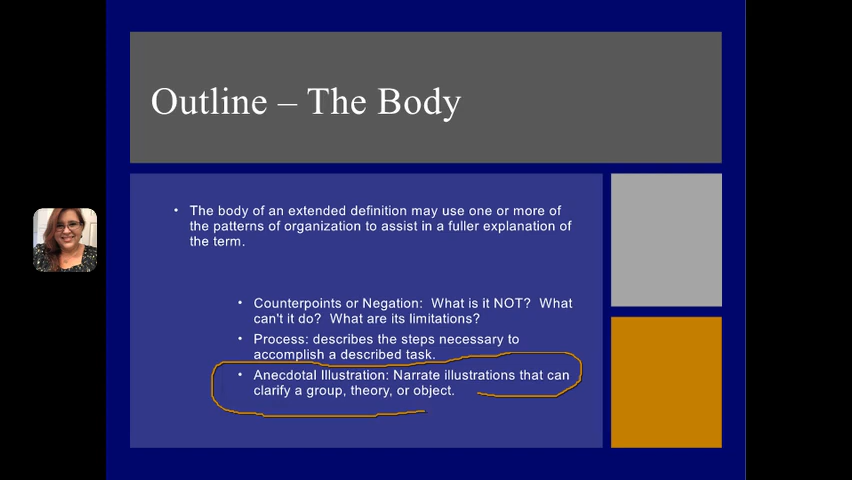 Outline – The Body
• The body of an extended definition may use one or more of
the patterns of organization to assist in a fuller explanation of
the term.
• Counterpoints or Negation: What is it NOT? What
can't it do? What are its limitations?
• Process: describes the steps necessary to
accomplish a described task.
• Anecdotal Illustration: Narrate illustrations that can
clarify a group, theory, or object.